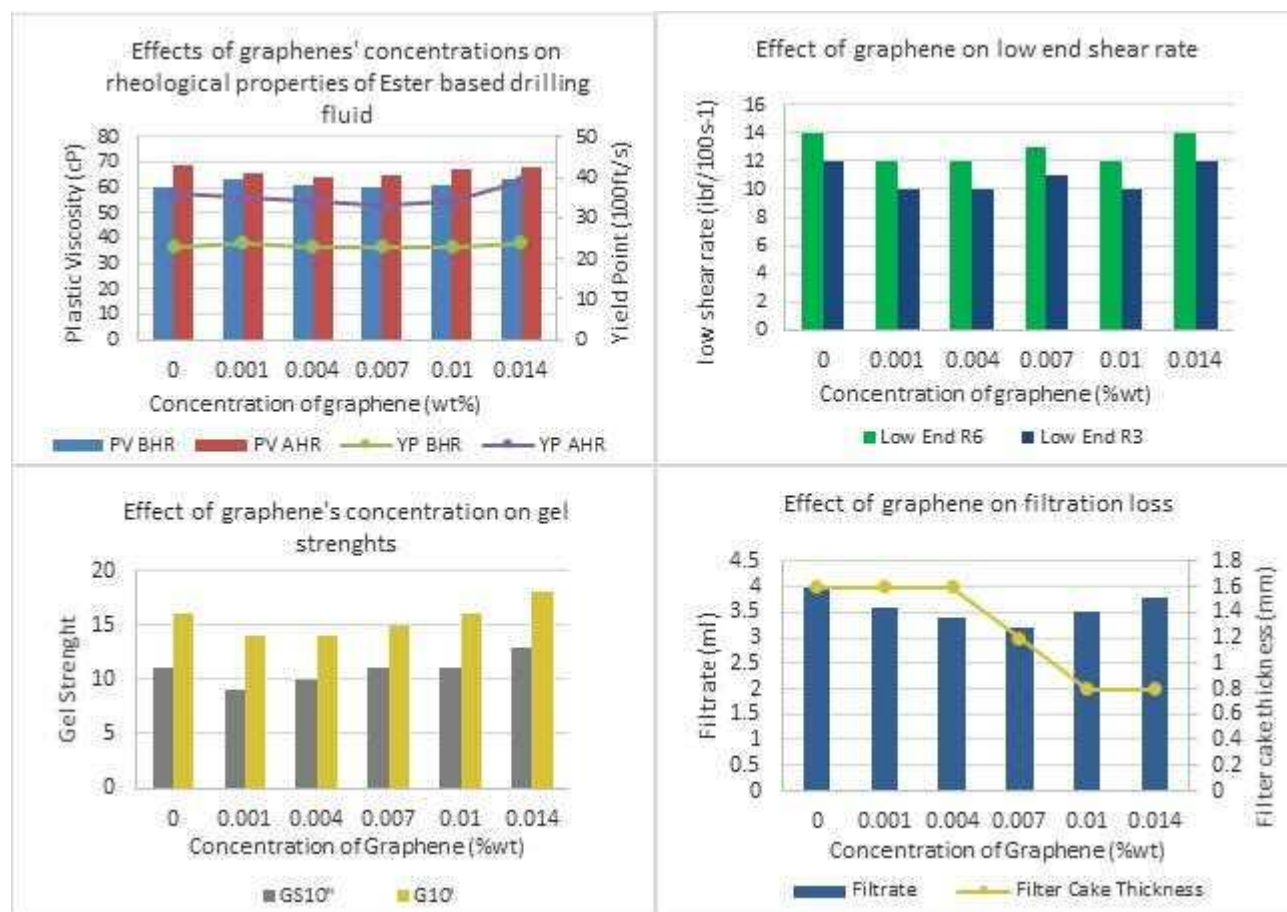 Effects of graphenes' concentrations on
rheological properties of Ester based drilling
fluid
Plastic Viscosity (cP)
80
70
60
50
40
30
20
10
0
50
40
30
20
10
0
Yield Point (100ft/s)
0 0.001 0.004 0.007 0.01 0.014
Concentration of graphene (wt%)
PV BHR PV AHR YP BHR YP AHR
Effect of graphene on low end shear rate
low shear rate (ibf/100s-1)
16
14
12
10
8
6
4
2
0
0 0.001 0.004 0.007 0.01 0.014
Concentration of graphene (%wt)
Low End R6 Low End R3
Effect of graphene's concentration on gel
strenghts
Gel Strenght
20
15
10
5
0
0 0.001 0.004 0.007 0.01 0.014
Concentration of Graphene (%wt)
GS10" G10'
Effect of graphene on filtration loss
Filtrate (ml)
4.5
4
3.5
3
2.5
2
1.5
1
0.5
0
1.8
1.6
1.4
1.2
1
0.8
0.6
0.4
0.2
0
Filter cake thickness (mm)
0 0.001 0.004 0.007 0.01 0.014
Concentration of Graphene (%wt)
Filtrate Filter Cake Thickness